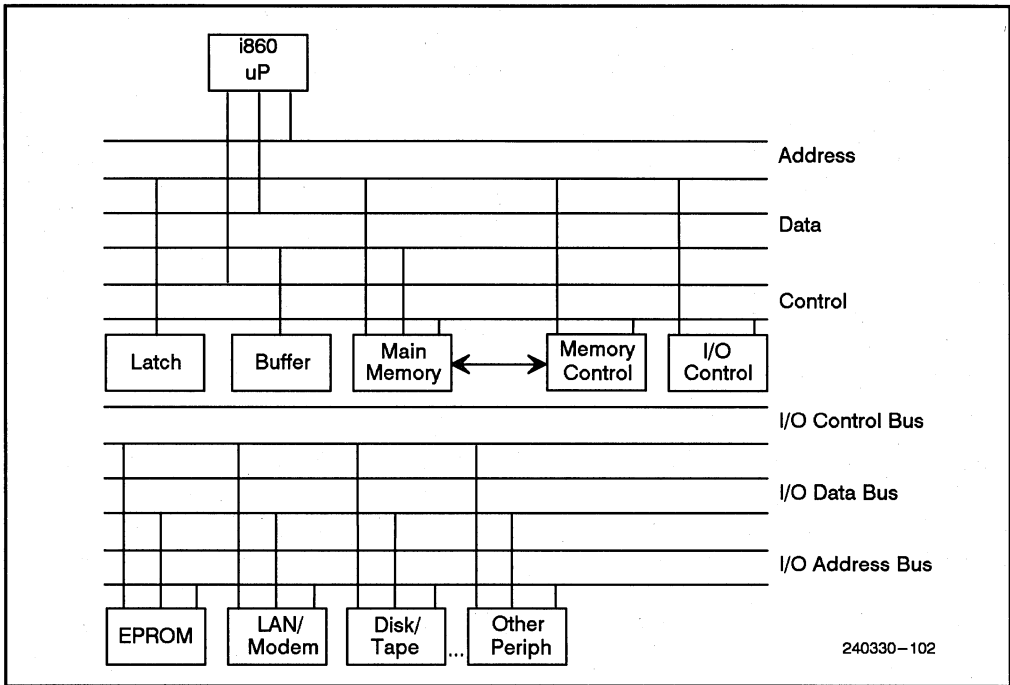 i860
uP
Address
Data
Control
Latch
Buffer
Main
Memory
Memory
Control
I/O
Control
I/O Control Bus
I/O Data Bus
I/O Address Bus
EPROM
LAN/
Modem
Disk/
Tape
...
Other
Periph
240330-102